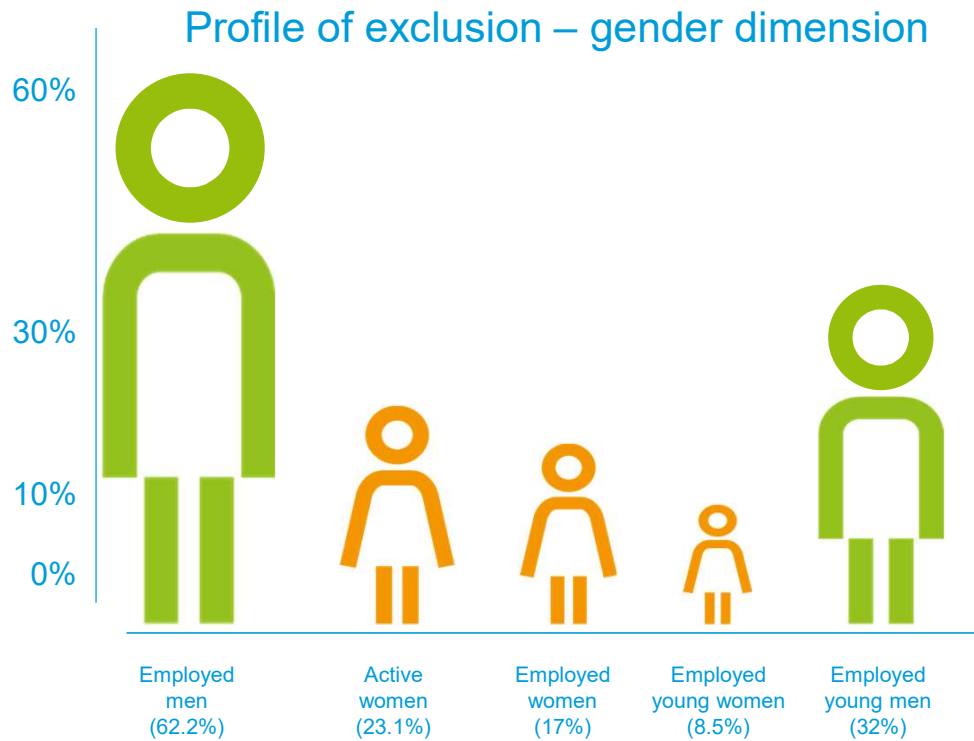 Profile of exclusion – gender dimension
60%
30%
10%
0%
Employed
men
(62.2%)
Active
women
(23.1%)
Employed
women
(17%)
Employed
young women
(8.5%)
Employed
young men
(32%)